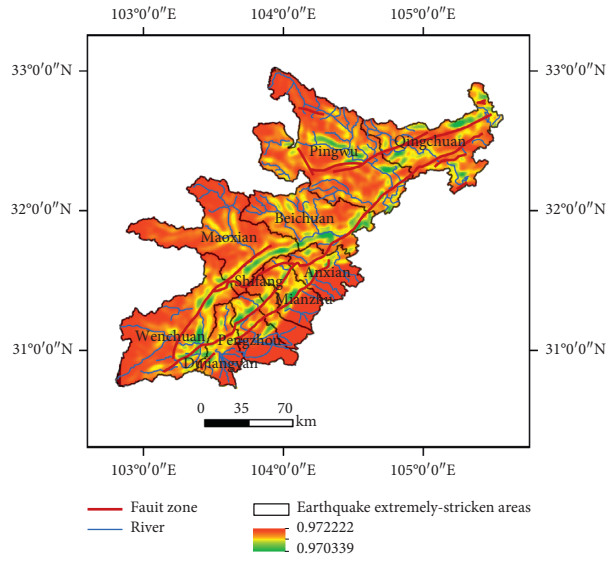 103°0′0″E 104°0′0″E 105°0′0″E
33°0′0″N 33°0′0″N
Pingwu
Qingchuan
32°0′0″N 32°0′0″N
Beichuan
Maoxian
Anxian
Shifang
Mianzhu
31°0′0″N 31°0′0″N
Wenchuan
Pengzhou
Dujiangyan
0 35 70
km
103°0′0″E 104°0′0″E 105°0′0″E
Fauit zone
River
Earthquake extremely-stricken areas
0.972222
0.970339